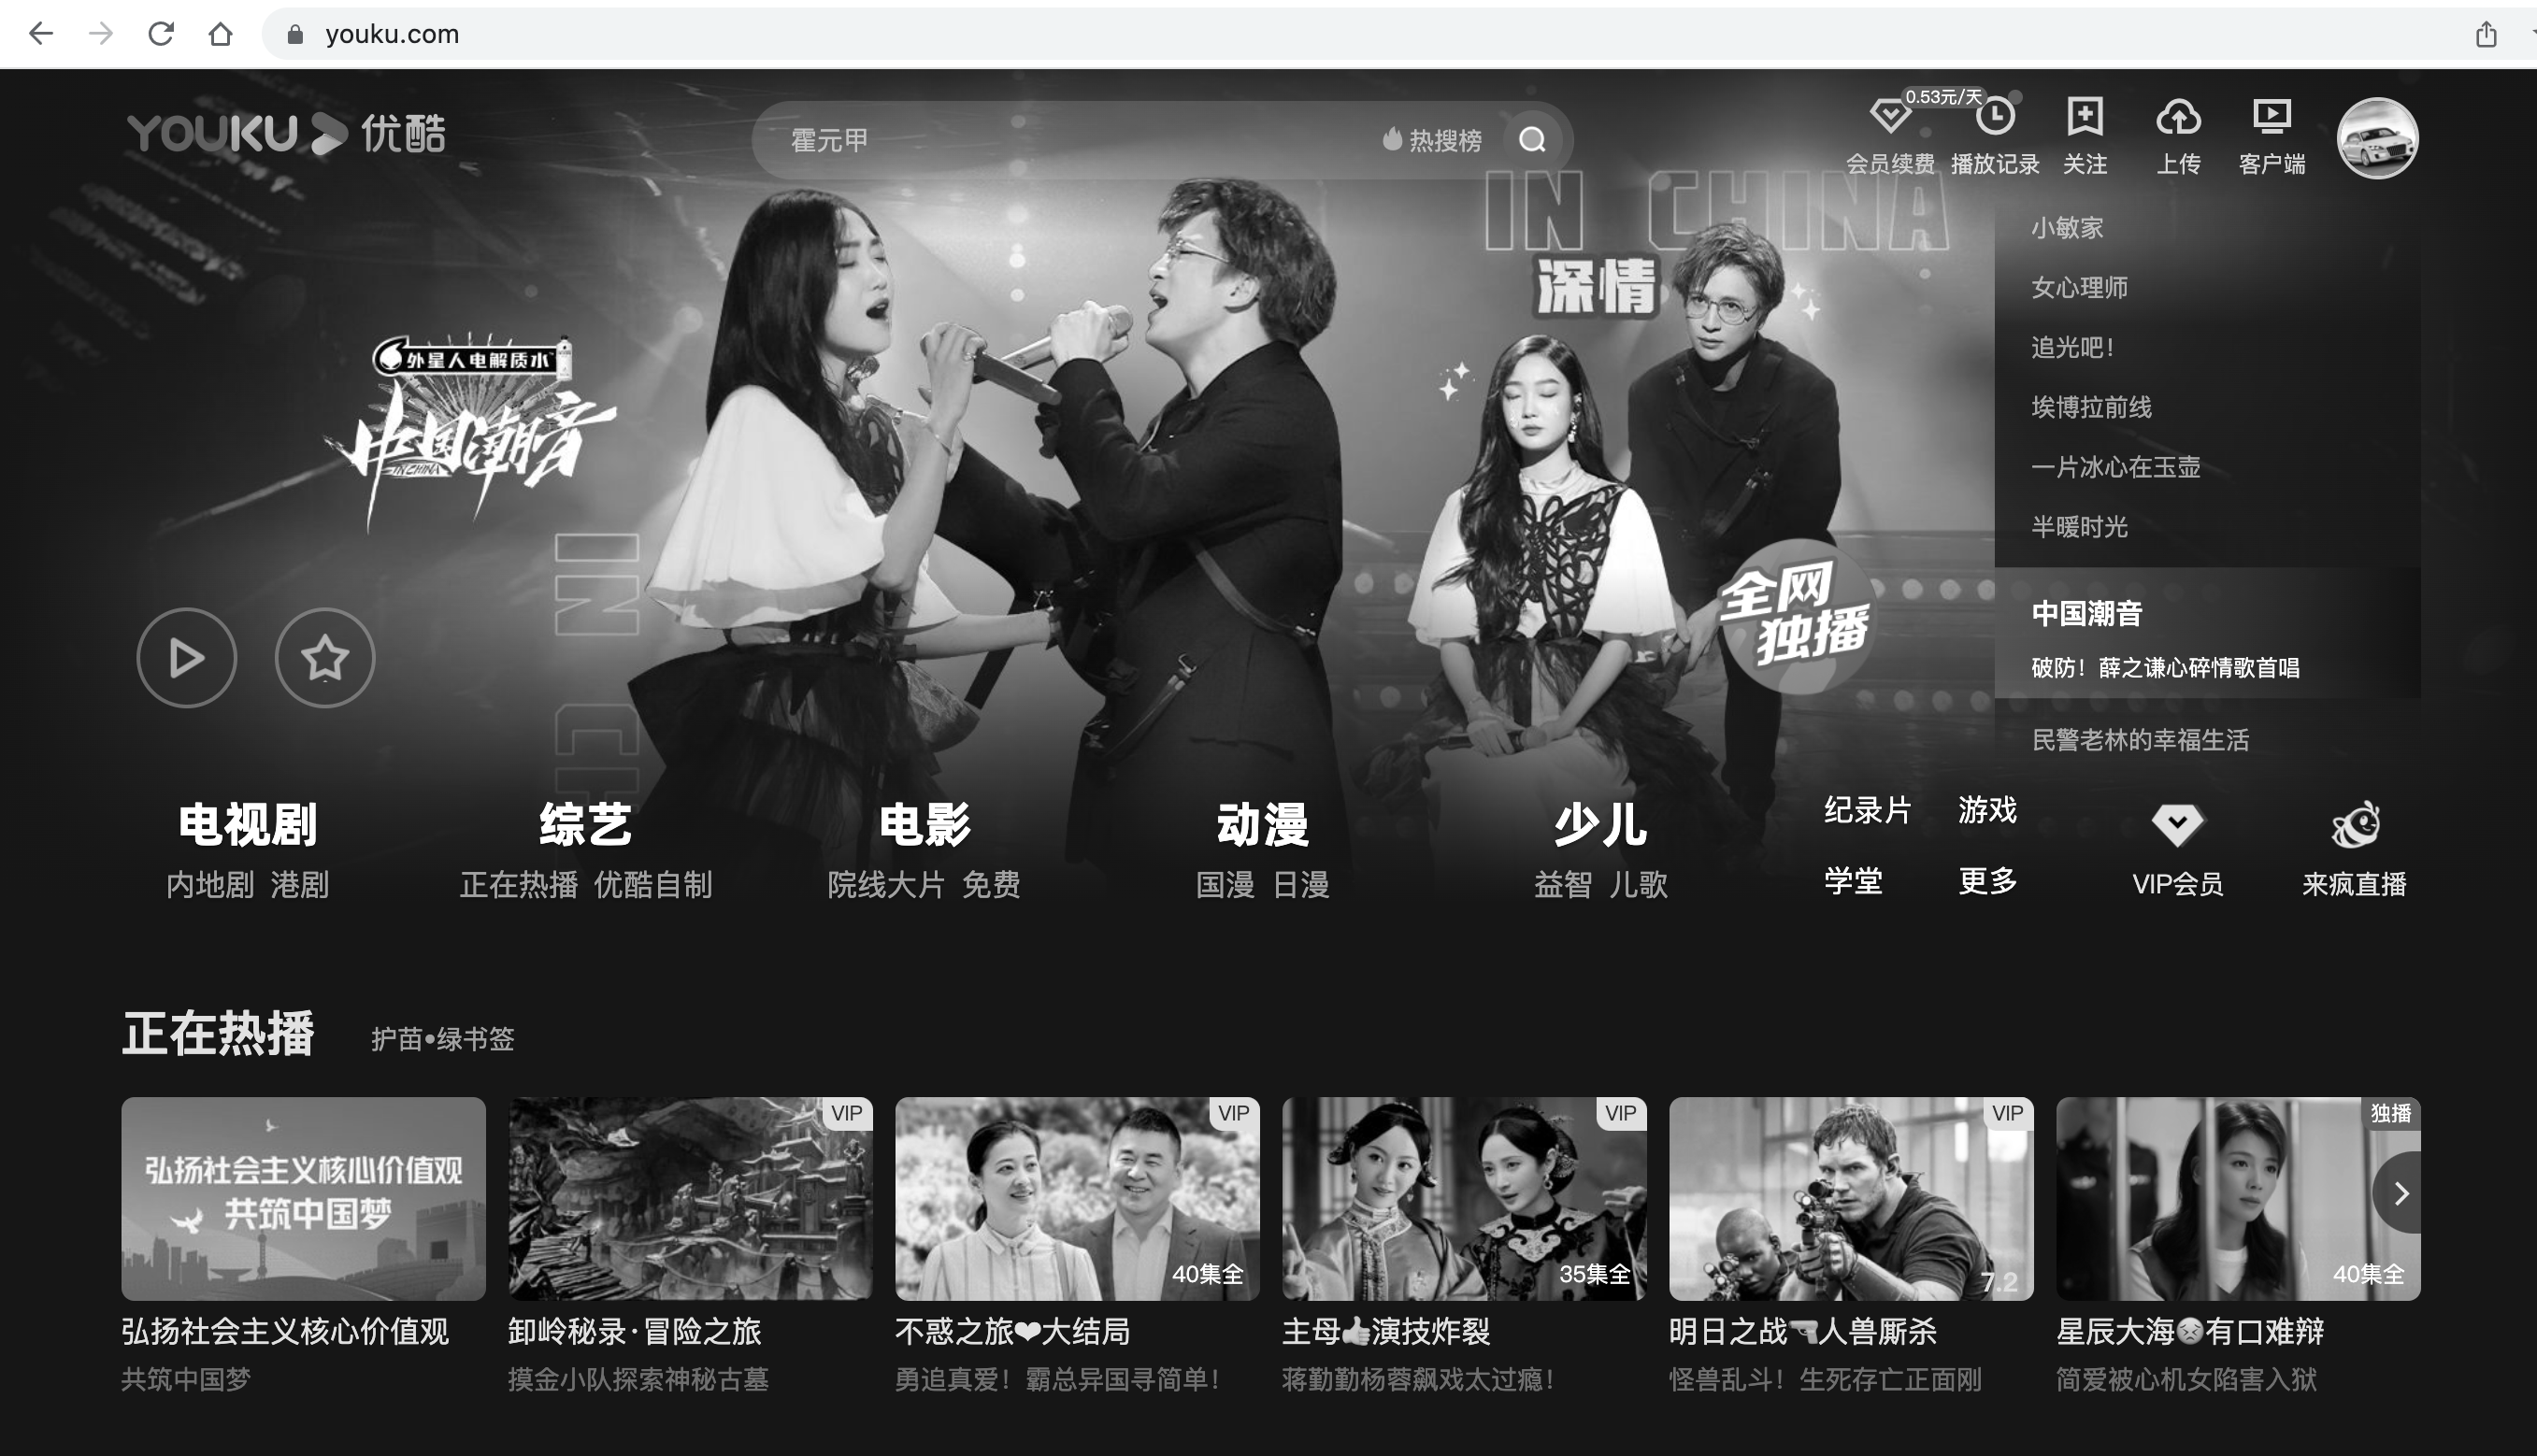 youku.com
YOUKU 优酷
霍元甲
热搜榜
0.53元/天
会员续费
播放记录
关注
上传
客户端
IN CHINA
深情
外星人电解质水
中国潮音
IN CHINA
IN CH
全网
独播
小敏家
女心理师
追光吧!
埃博拉前线
一片冰心在玉壶
半暖时光
中国潮音
破防!薛之谦心碎情歌首唱
民警老林的幸福生活
电视剧
内地剧 港剧
综艺
正在热播 优酷自制
电影
院线大片 免费
动漫
国漫 日漫
少儿
益智 儿歌
纪录片 游戏
学堂 更多
VIP会员
来疯直播
正在热播
护苗•绿书签
弘扬社会主义核心价值观
共筑中国梦
VIP
VIP
40集全
VIP
35集全
VIP
7.2
独播
40集全
弘扬社会主义核心价值观
共筑中国梦
卸岭秘录·冒险之旅
摸金小队探索神秘古墓
不惑之旅❤大结局
勇追真爱!霸总异国寻简单!
主母👍演技炸裂
蒋勤勤杨蓉飙戏太过瘾!
明日之战🔫人兽厮杀
怪兽乱斗!生死存亡正面刚
星辰大海😣有口难辩
简爱被心机女陷害入狱